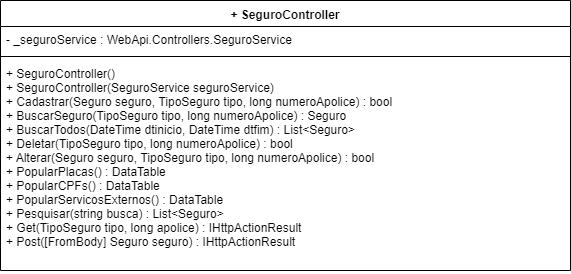 + SeguroController
- _seguroService : WebApi.Controllers.SeguroService
+ SeguroController()
+ SeguroController(SeguroService seguroService)
+ Cadastrar(Seguro seguro, TipoSeguro tipo, long numeroApolice) : bool
+ BuscarSeguro(TipoSeguro tipo, long numeroApolice) : Seguro
+ BuscarTodos(DateTime dtinicio, DateTime dtfim) : List<Seguro>
+ Deletar(TipoSeguro tipo, long numeroApolice) : bool
+ Alterar(Seguro seguro, TipoSeguro tipo, long numeroApolice) : bool
+ PopularPlacas() : DataTable
+ PopularCPFs() : DataTable
+ PopularServicosExternos() : DataTable
+ Pesquisar(string busca) : List<Seguro>
+ Get(TipoSeguro tipo, long apolice) : IHttpActionResult
+ Post([FromBody] Seguro seguro) : IHttpActionResult